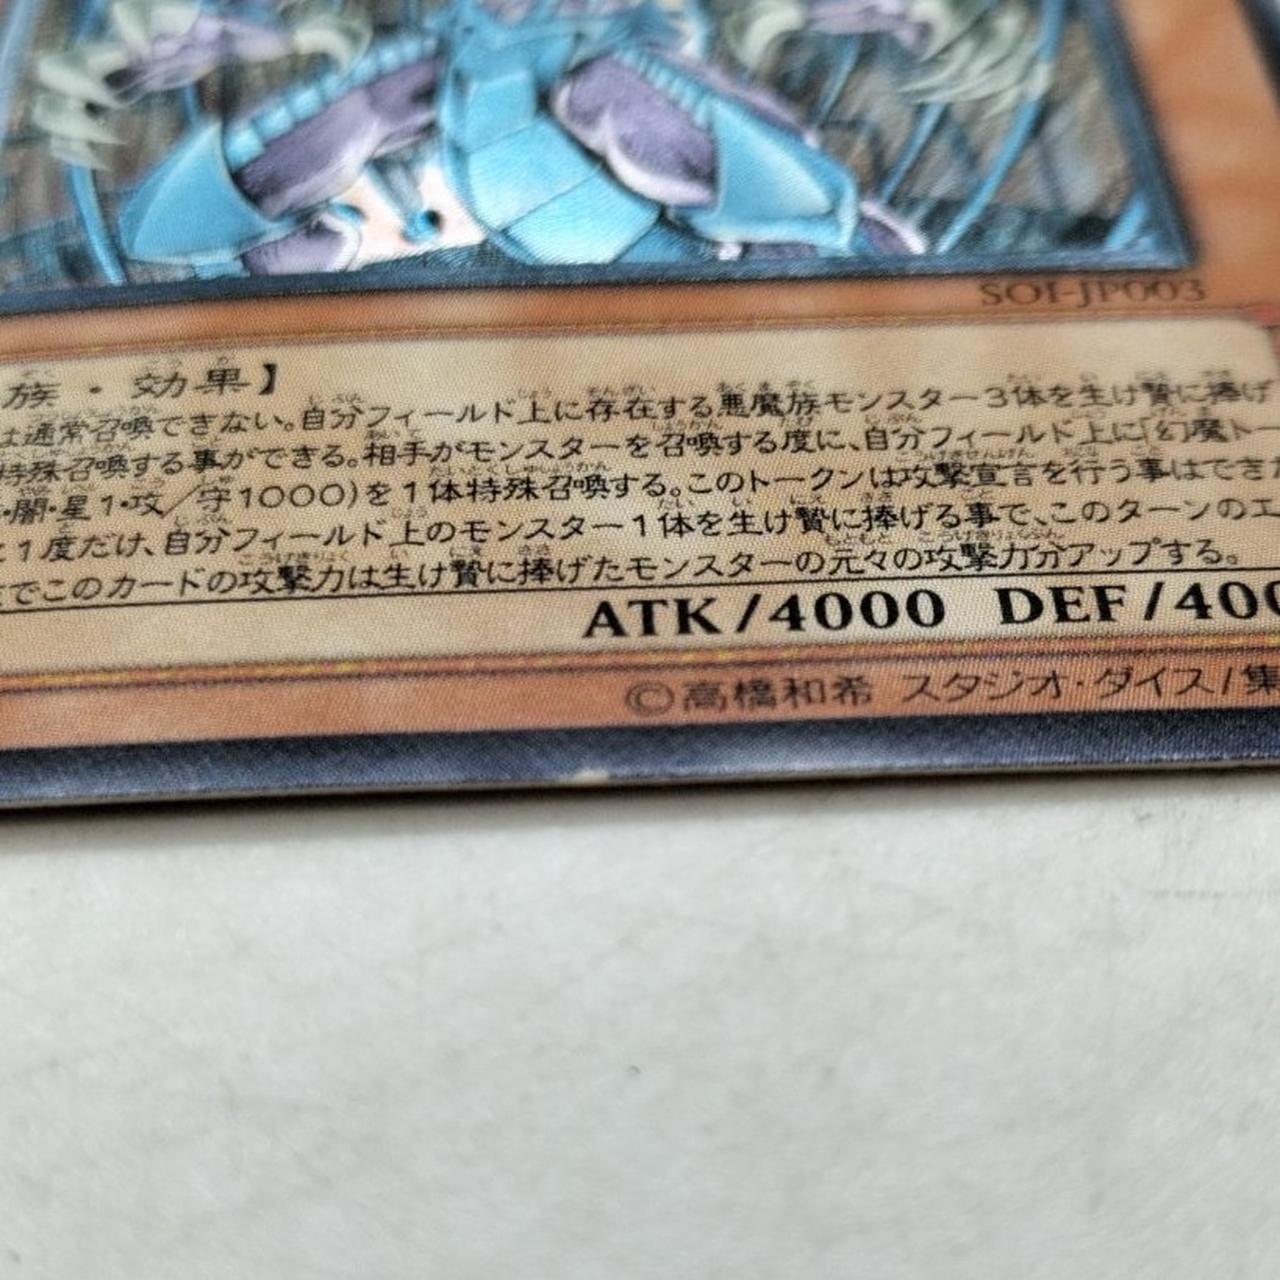 SOI-JP003
族・効果】
は通常召喚できない。自分フィールド上に存在する悪魔族モンスター3体を生け贄に捧げ
特殊召喚する事ができる。相手がモンスターを召喚する度に、自分フィールド上に「幻魔トー
・闇・星1・攻／守1000)を1体特殊召喚する。このトークンは攻撃宣言を行う事はできな
に1度だけ、自分フィールド上のモンスター1体を生け贄に捧げる事で、このターンのエ
までこのカードの攻撃力は生け贄に捧げたモンスターの元々の攻撃力分アップする。
ATK/4000 DEF/400
©高橋和希 スタジオ・ダイス/集